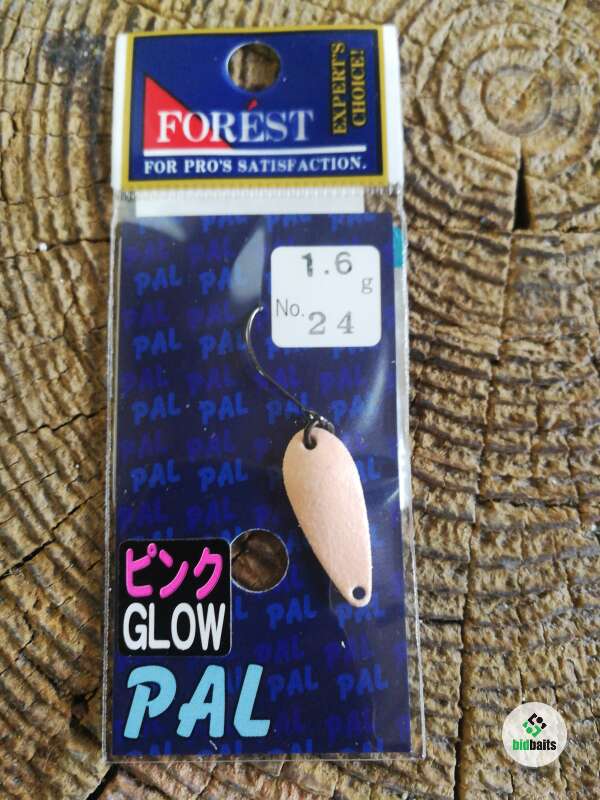 FORÉST
FOR PRO'S SATISFACTION.
EXPERT'S
CHOICE!
1.6
g
No.
24
ピンク
GLOW
PAL
bidbaits